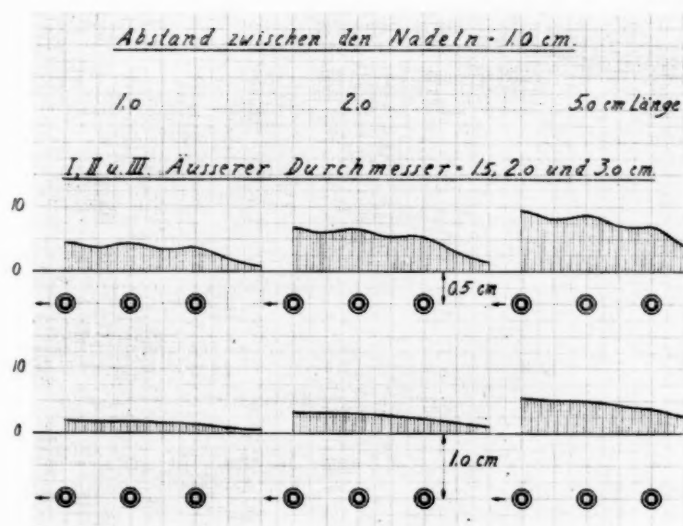 Abstand zwischen den Nadeln = 1.0 cm.
1.0 2.0 5.0 cm Länge
I, II u. III. Äusserer Durchmesser = 1.5, 2.0 und 3.0 cm.
10
0
0.5 cm
10
0
1.0 cm